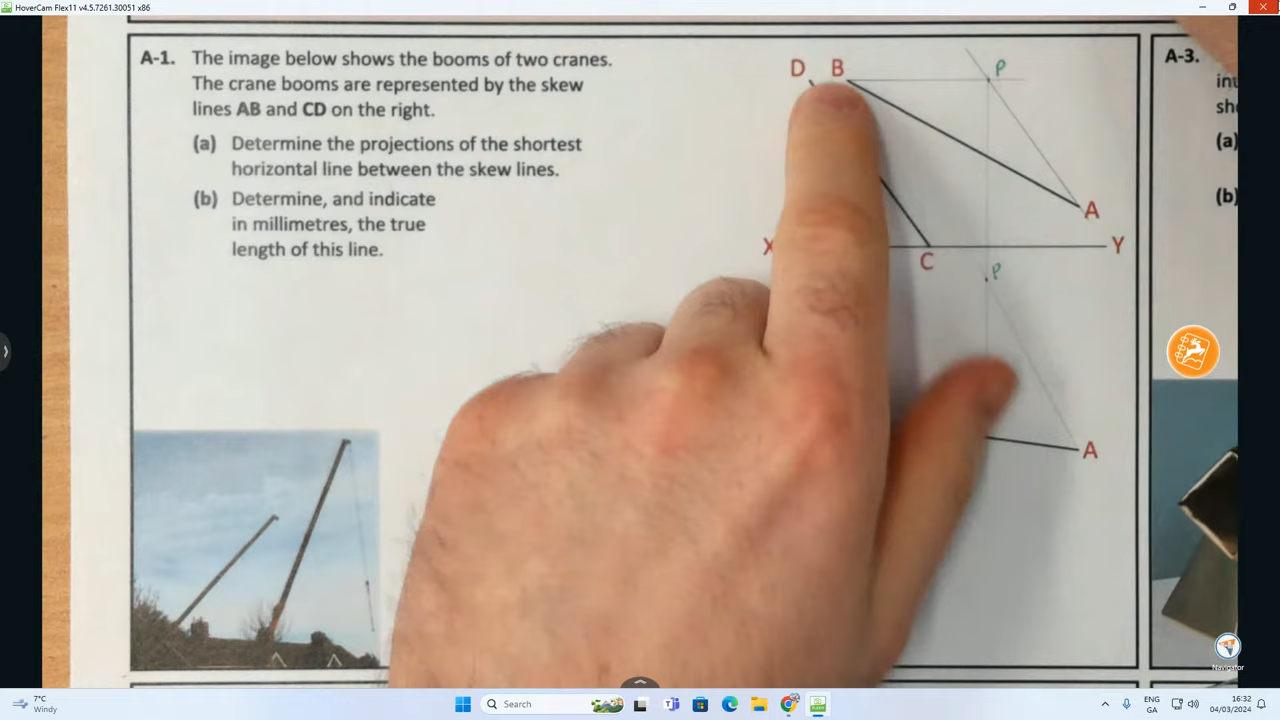 HoverCam Flex11 v4.5.7261.30051 x86
A-1. The image below shows the booms of two cranes.
The crane booms are represented by the skew
lines AB and CD on the right.
(a) Determine the projections of the shortest
horizontal line between the skew lines.
(b) Determine, and indicate
in millimetres, the true
length of this line.
D B P
A
X C Y
P
A
A-3.
(a)
(b)
Navigator
7°C
Windy
Search
ENG
GA
16:32
04/03/2024